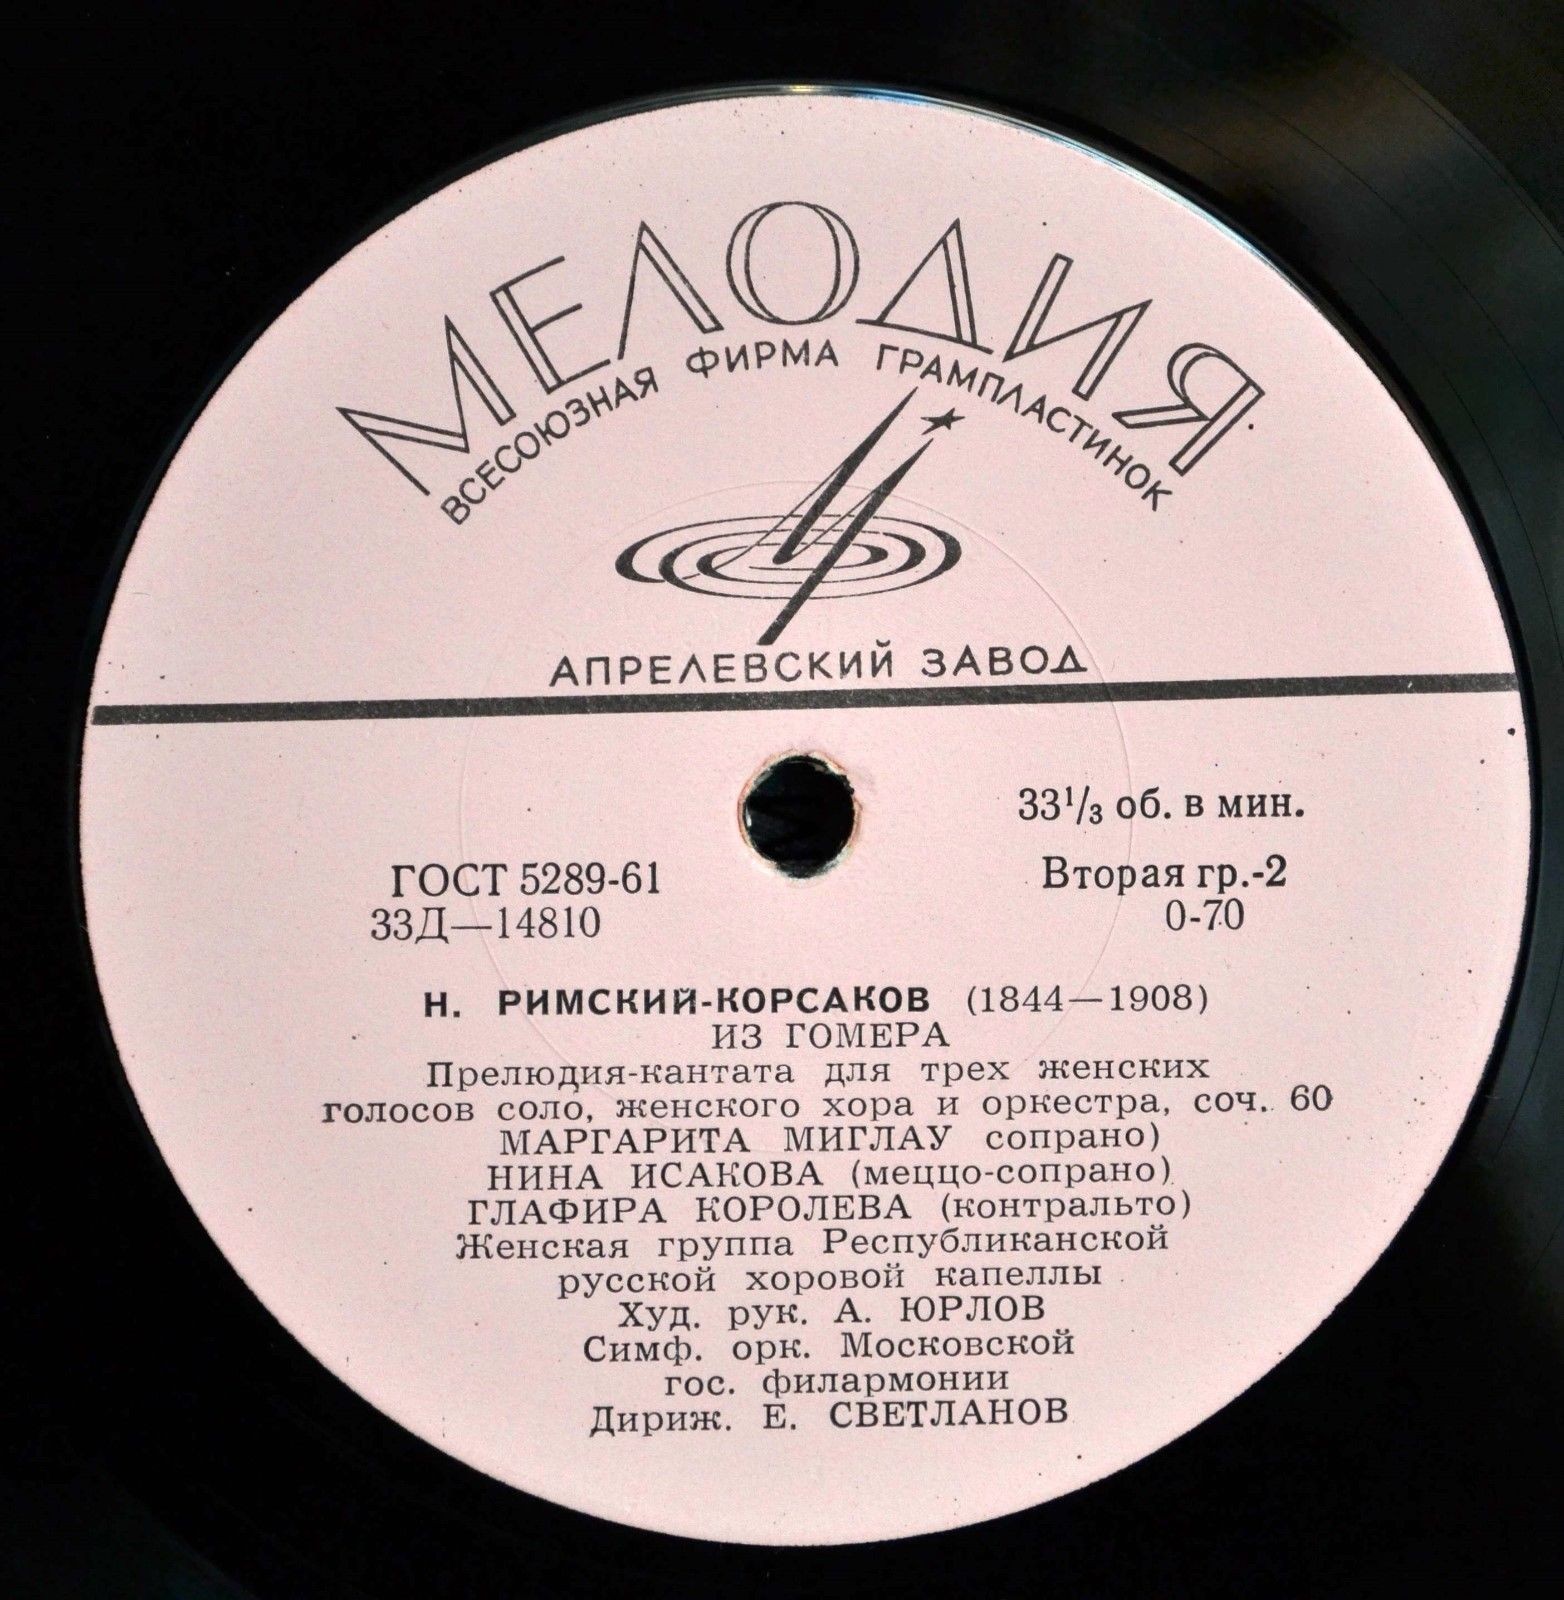 МЕЛОДИЯ
ВСЕСОЮЗНАЯ ФИРМА ГРАМПЛАСТИНОК
АПРЕЛЕВСКИЙ ЗАВОД
33¹/₃ об. в мин.
ГОСТ 5289-61
Вторая гр.-2
33Д—14810
0-70
Н. РИМСКИЙ-КОРСАКОВ (1844—1908)
ИЗ ГОМЕРА
Прелюдия-кантата для трех женских
голосов соло, женского хора и оркестра, соч. 60
МАРГАРИТА МИГЛАУ сопрано)
НИНА ИСАКОВА (меццо-сопрано)
ГЛАФИРА КОРОЛЕВА (контральто)
Женская группа Республиканской
русской хоровой капеллы
Худ. рук. А. ЮРЛОВ
Симф. орк. Московской
гос. филармонии
Дириж. Е. СВЕТЛАНОВ